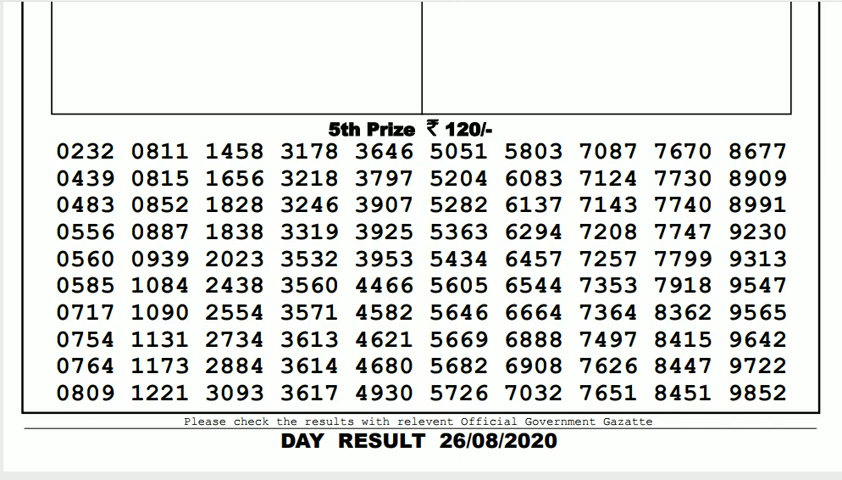 5th Prize ₹ 120/-
0232 0811 1458 3178 3646 5051 5803 7087 7670 8677
0439 0815 1656 3218 3797 5204 6083 7124 7730 8909
0483 0852 1828 3246 3907 5282 6137 7143 7740 8991
0556 0887 1838 3319 3925 5363 6294 7208 7747 9230
0560 0939 2023 3532 3953 5434 6457 7257 7799 9313
0585 1084 2438 3560 4466 5605 6544 7353 7918 9547
0717 1090 2554 3571 4582 5646 6664 7364 8362 9565
0754 1131 2734 3613 4621 5669 6888 7497 8415 9642
0764 1173 2884 3614 4680 5682 6908 7626 8447 9722
0809 1221 3093 3617 4930 5726 7032 7651 8451 9852
Please check the results with relevent Official Government Gazatte
DAY RESULT 26/08/2020